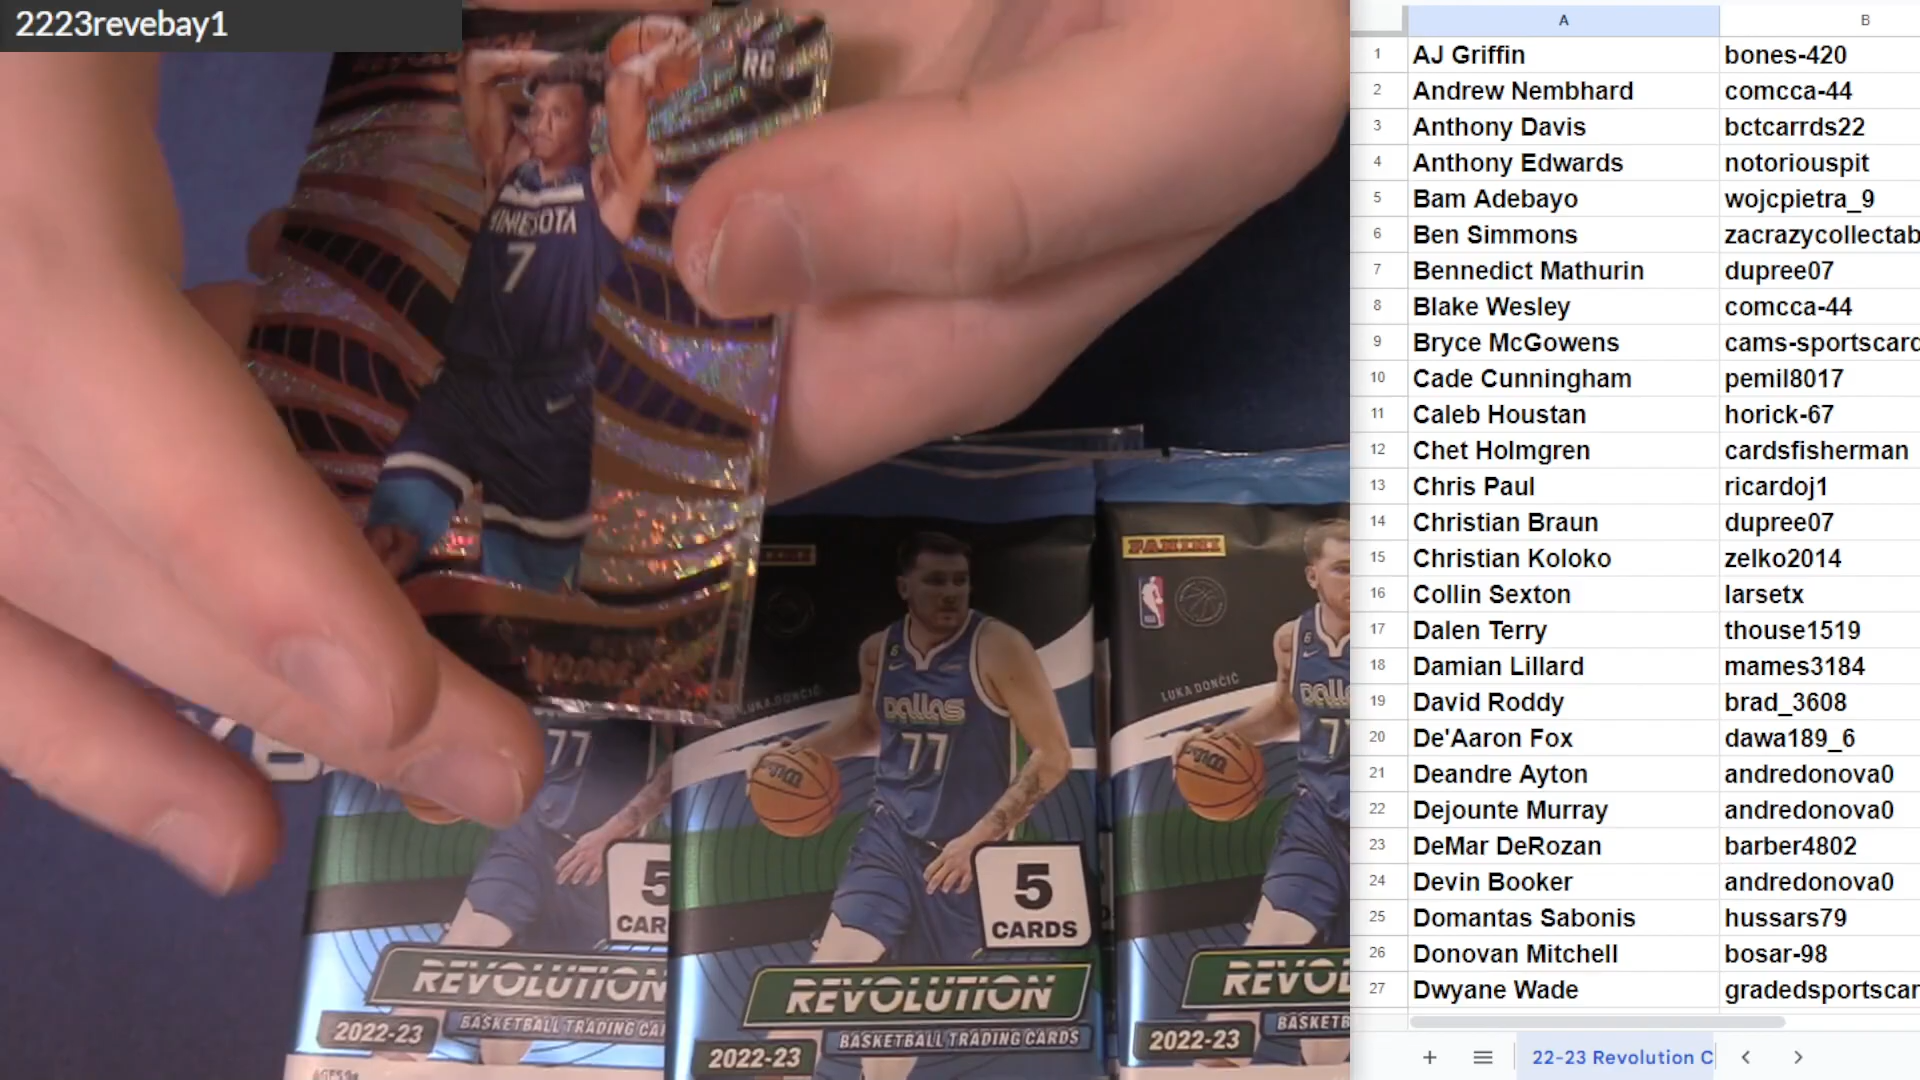 2223revebay1
RC
MINNESOTA
7
PANINI
LUKA DONČIĆ
LUKA DONČIĆ
DALLAS
77
77
5
CARDS
5
CAR
REVOLUTION
REVOLUTION
REVOL
2022-23
BASKETBALL TRADING CAR
2022-23
BASKETBALL TRADING CARDS
2022-23
BASKETB
A B
1 AJ Griffin bones-420
2 Andrew Nembhard comcca-44
3 Anthony Davis bctcarrds22
4 Anthony Edwards notoriouspit
5 Bam Adebayo wojcpietra_9
6 Ben Simmons zacrazycollectab
7 Bennedict Mathurin dupree07
8 Blake Wesley comcca-44
9 Bryce McGowens cams-sportscard
10 Cade Cunningham pemil8017
11 Caleb Houstan horick-67
12 Chet Holmgren cardsfisherman
13 Chris Paul ricardoj1
14 Christian Braun dupree07
15 Christian Koloko zelko2014
16 Collin Sexton larsetx
17 Dalen Terry thouse1519
18 Damian Lillard mames3184
19 David Roddy brad_3608
20 De'Aaron Fox dawa189_6
21 Deandre Ayton andredonova0
22 Dejounte Murray andredonova0
23 DeMar DeRozan barber4802
24 Devin Booker andredonova0
25 Domantas Sabonis hussars79
26 Donovan Mitchell bosar-98
27 Dwyane Wade gradedsportscar
22-23 Revolution C